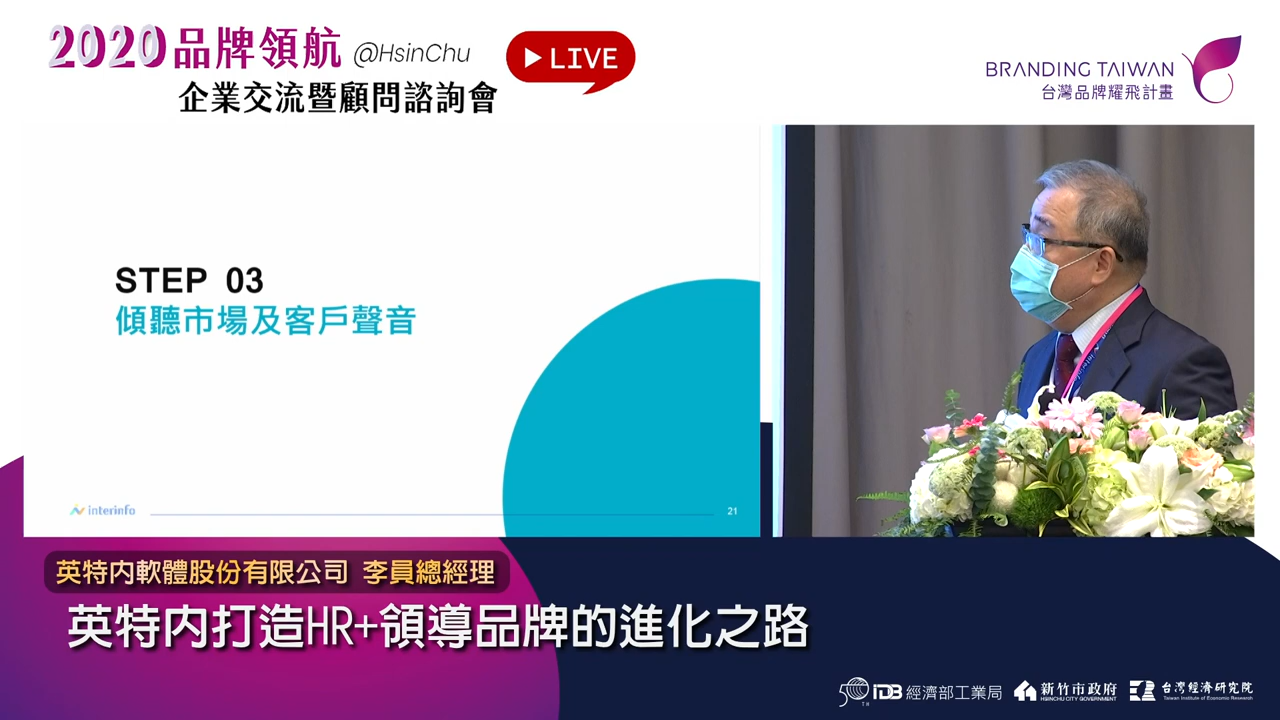 2020品牌領航 @HsinChu
LIVE
企業交流暨顧問諮詢會
BRANDING TAIWAN
台灣品牌耀飛計畫
STEP 03
傾聽市場及客戶聲音
interinfo
21
英特內軟體股份有限公司 李員總經理
英特內打造HR+領導品牌的進化之路
50TH IDB 經濟部工業局
新竹市政府
HSINCHU CITY GOVERNMENT
台灣經濟研究院
Taiwan Institute of Economic Research